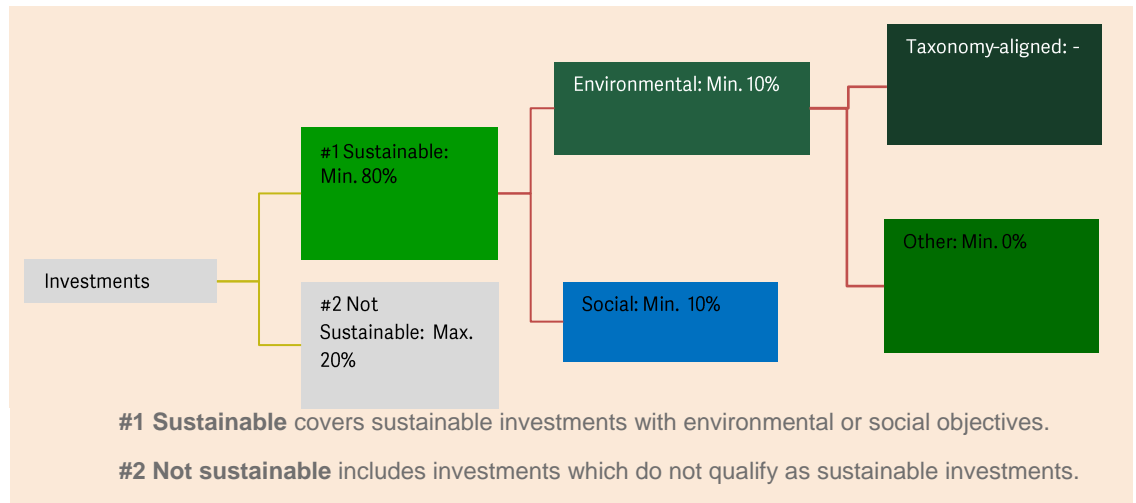 Investments
#1 Sustainable:
Min. 80%
#2 Not
Sustainable: Max.
20%
Environmental: Min. 10%
Social: Min. 10%
Taxonomy-aligned: -
Other: Min. 0%
#1 Sustainable covers sustainable investments with environmental or social objectives.
#2 Not sustainable includes investments which do not qualify as sustainable investments.